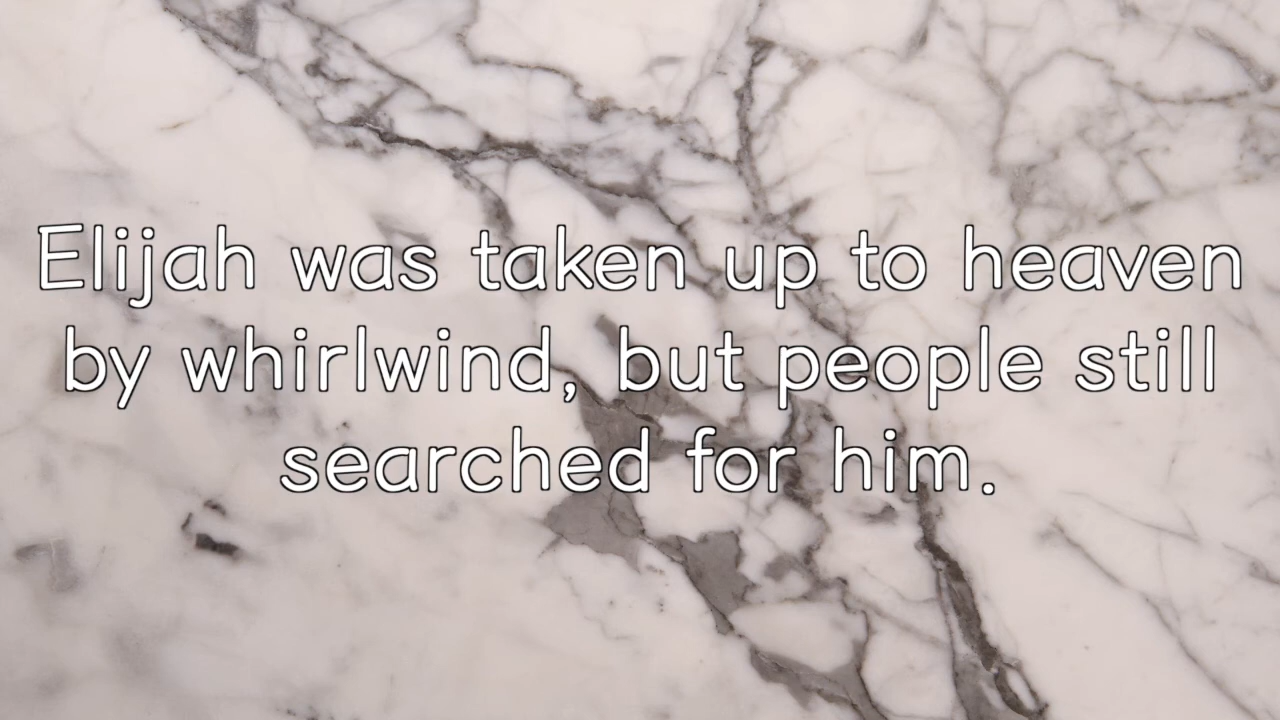 Elijah was taken up to heaven
by whirlwind, but people still
searched for him.